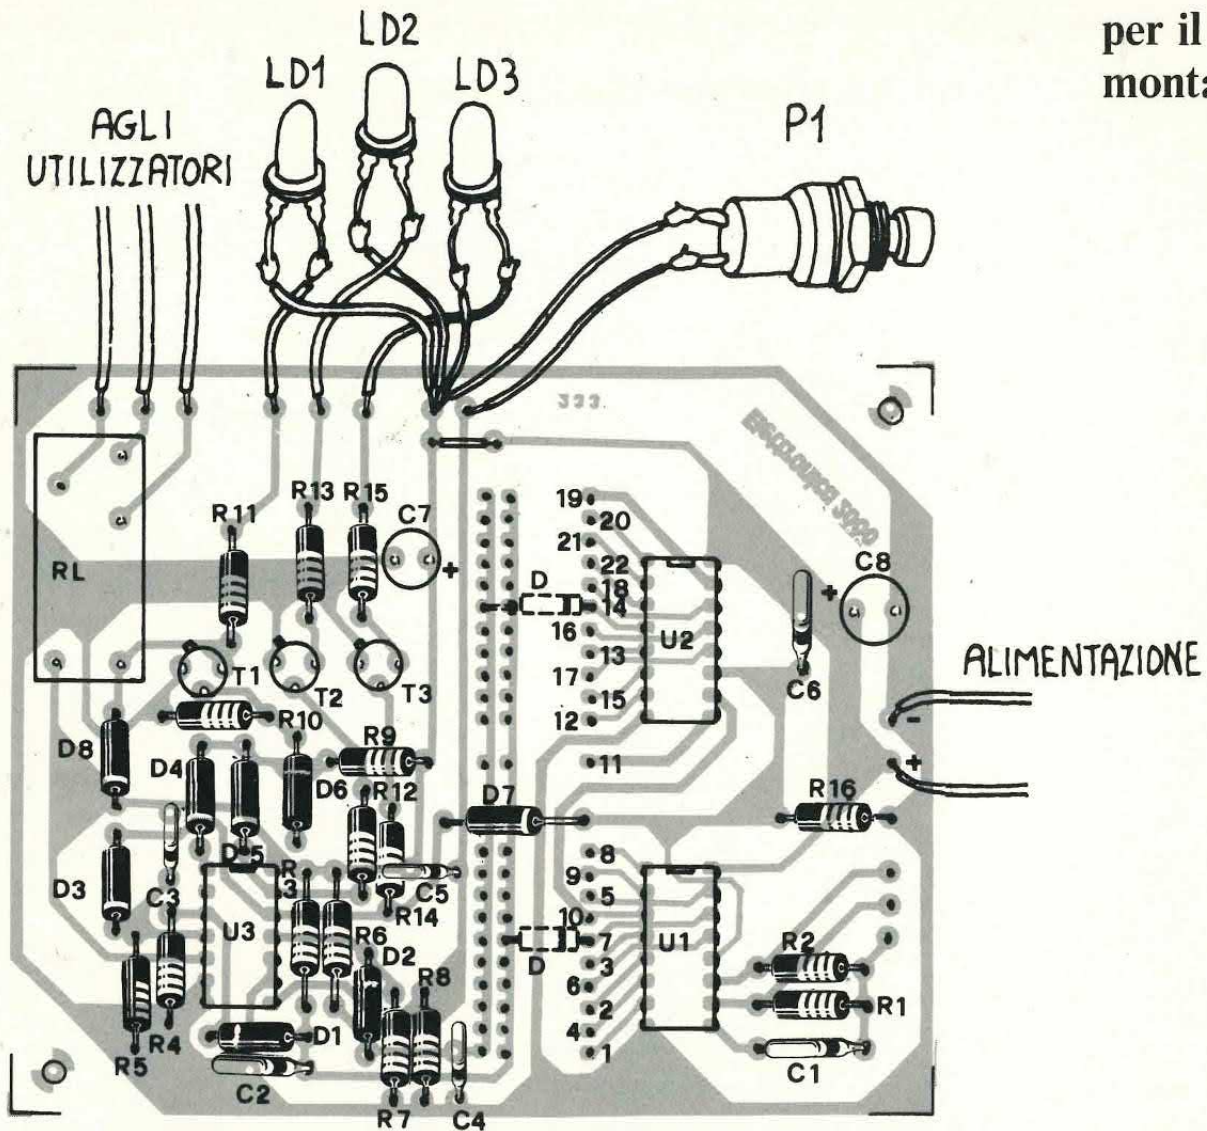 per il
monta
LD2
LD1
LD3
P1
AGLI
UTILIZZATORI
333
Elettronica 2000
R13
R15
R11
C7
+
RL
19
20
21
22
18
14
16
13
17
15
12
11
D
U2
C8
+
C6
ALIMENTAZIONE
-
+
T1
T2
T3
R10
R9
D8
D4
D5
D6
R12
D7
R16
D3
C3
R3
U3
R6
C5
R14
D2
R8
8
9
5
10
7
3
6
2
4
1
D
U1
R2
R1
C1
R5
R4
D1
C2
R7
C4